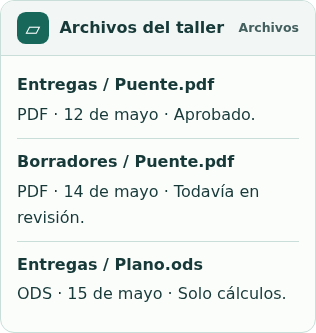 Archivos del taller Archivos
Entregas / Puente.pdf
PDF · 12 de mayo · Aprobado.
Borradores / Puente.pdf
PDF · 14 de mayo · Todavía en
revisión.
Entregas / Plano.ods
ODS · 15 de mayo · Solo cálculos.